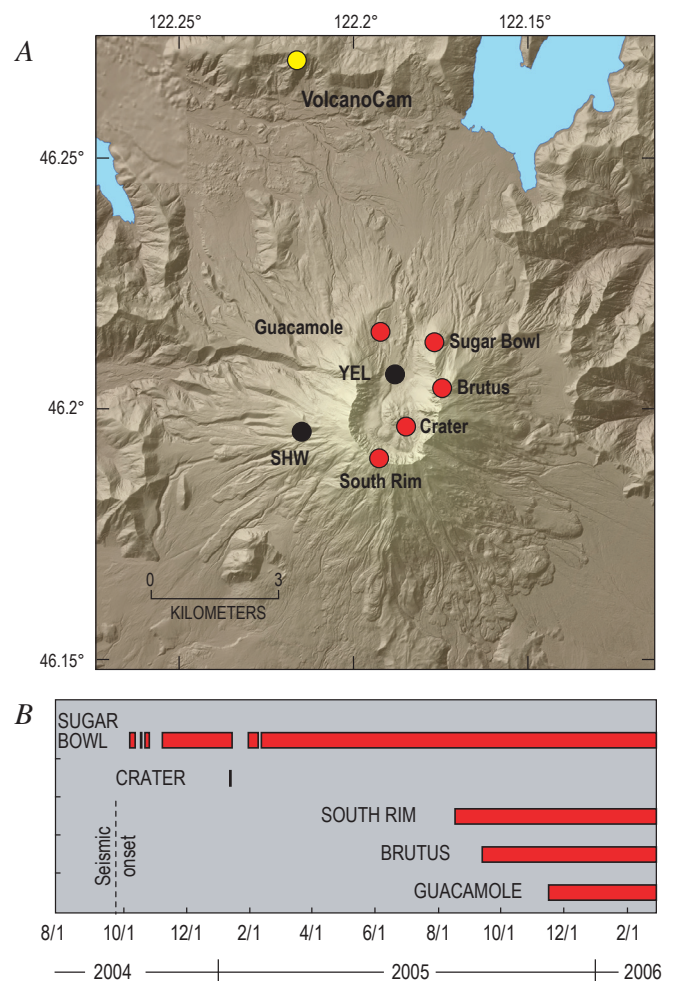 A
122.25°
122.2°
122.15°
VolcanoCam
46.25°
Guacamole
Sugar Bowl
YEL
Brutus
46.2°
Crater
SHW
South Rim
0
3
KILOMETERS
46.15°
B
SUGAR
BOWL
CRATER
SOUTH RIM
Seismic
onset
BRUTUS
GUACAMOLE
8/1
10/1
12/1
2/1
4/1
6/1
8/1
10/1
12/1
2/1
2004
2005
2006